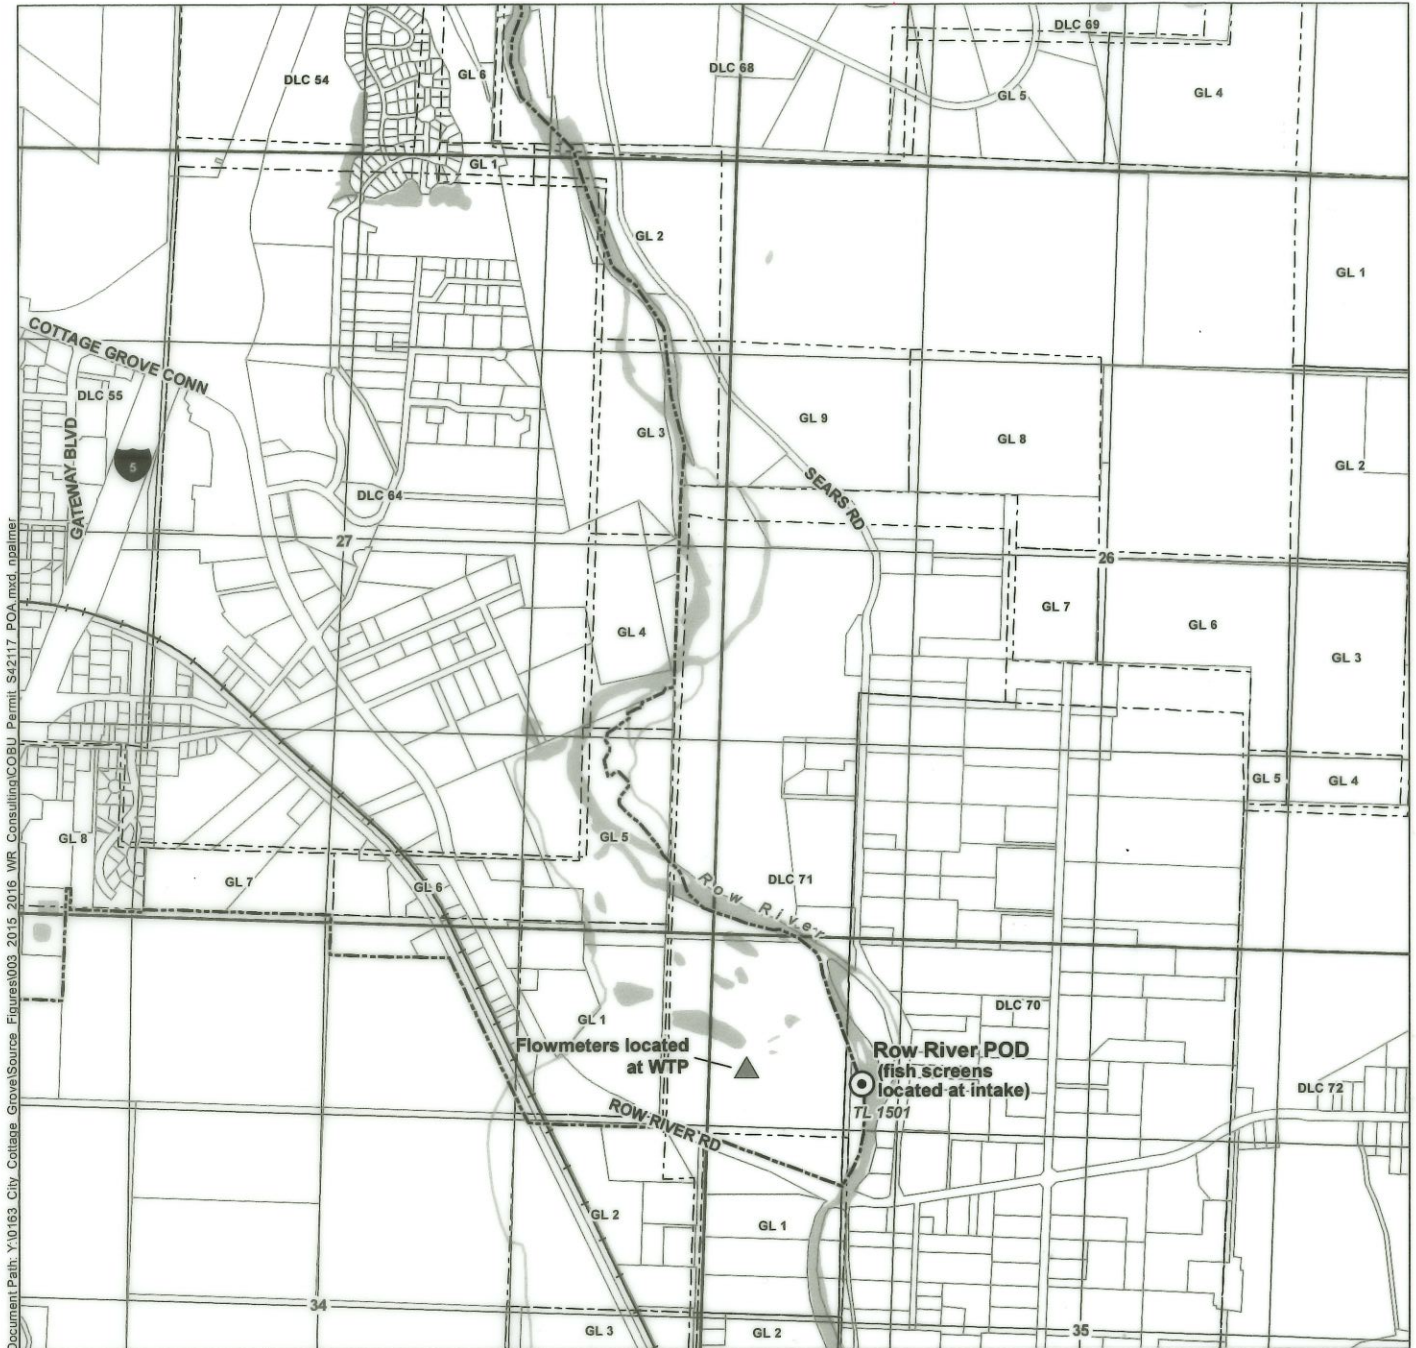 DLC 69
DLC 54
GL 6
DLC 68
GL 5
GL 4
GL 1
GL 2
GL 1
COTTAGE GROVE CONN
DLC 55
GATEWAY BLVD
5
GL 3
GL 9
GL 8
GL 2
SEARS RD
DLC 64
27
26
GL 7
GL 6
GL 4
GL 3
GL 5
GL 4
GL 8
GL 5
GL 7
GL 6
DLC 71
Row River
DLC 70
GL 1
Flowmeters located
at WTP
Row River POD
(fish screens
located at intake)
TL 1501
DLC 72
ROW RIVER RD
GL 2
GL 1
34
GL 3
GL 2
35
Document Path: Y:\0163 City Cottage Grove\Source Figures\003 2015 2016 WR Consulting\COBU Permit S42117 POA.mxd, npalmer